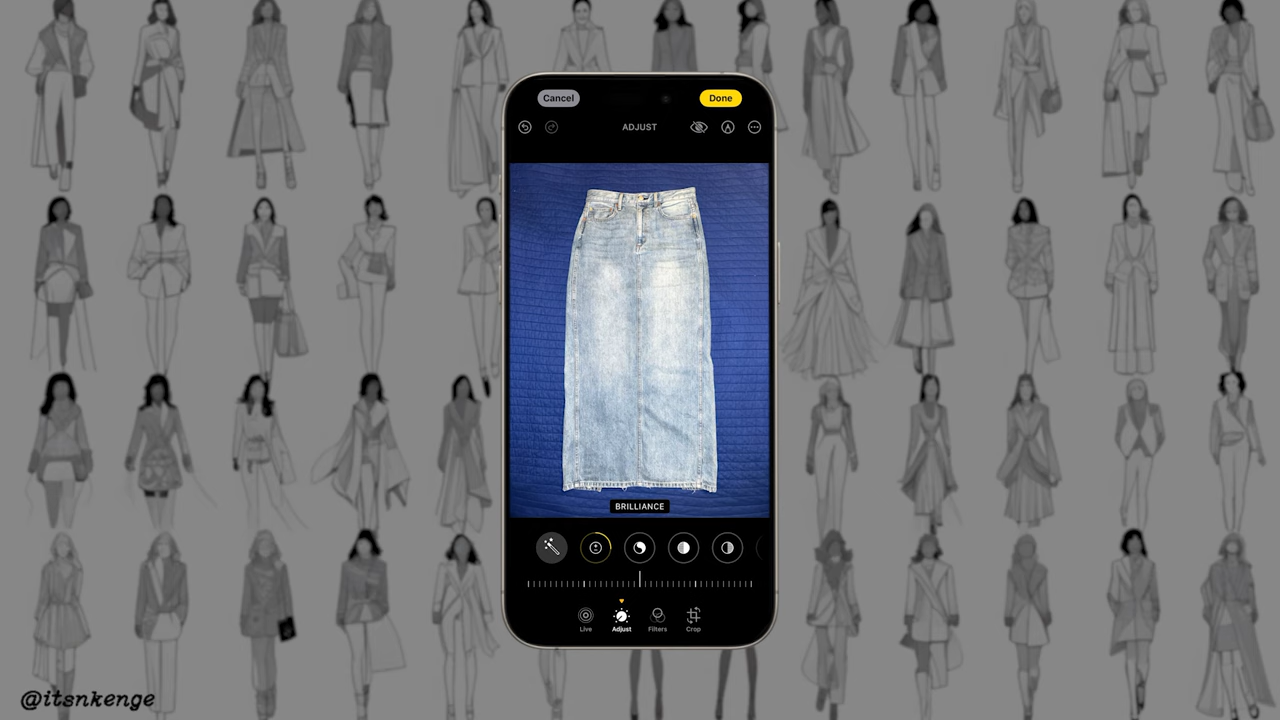 Cancel
Done
ADJUST
BRILLIANCE
Live
Adjust
Filters
Crop
@itsnkenge